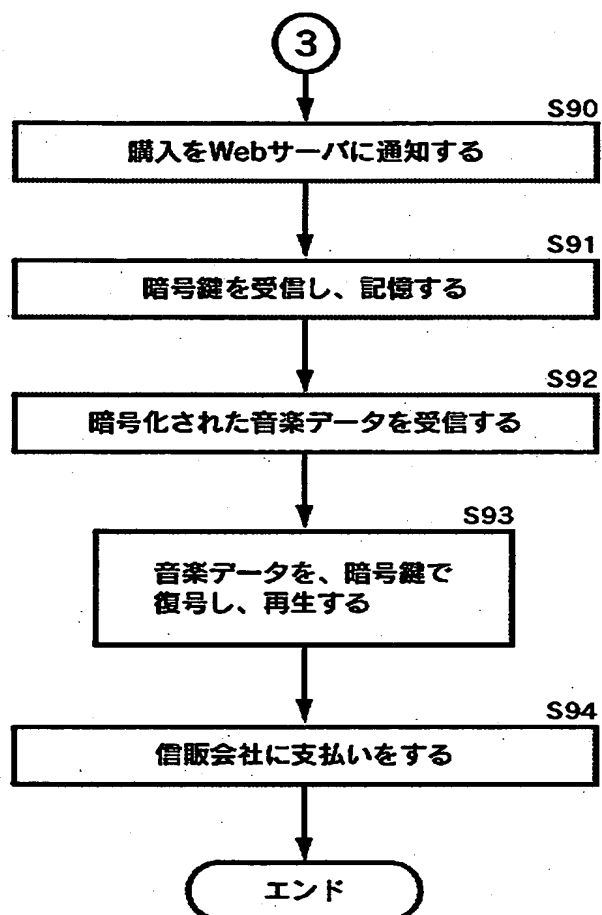 3
S90
購入をWebサーバに通知する
S91
暗号鍵を受信し、記憶する
S92
暗号化された音楽データを受信する
S93
音楽データを、暗号鍵で
復号し、再生する
S94
信販会社に支払いをする
エンド